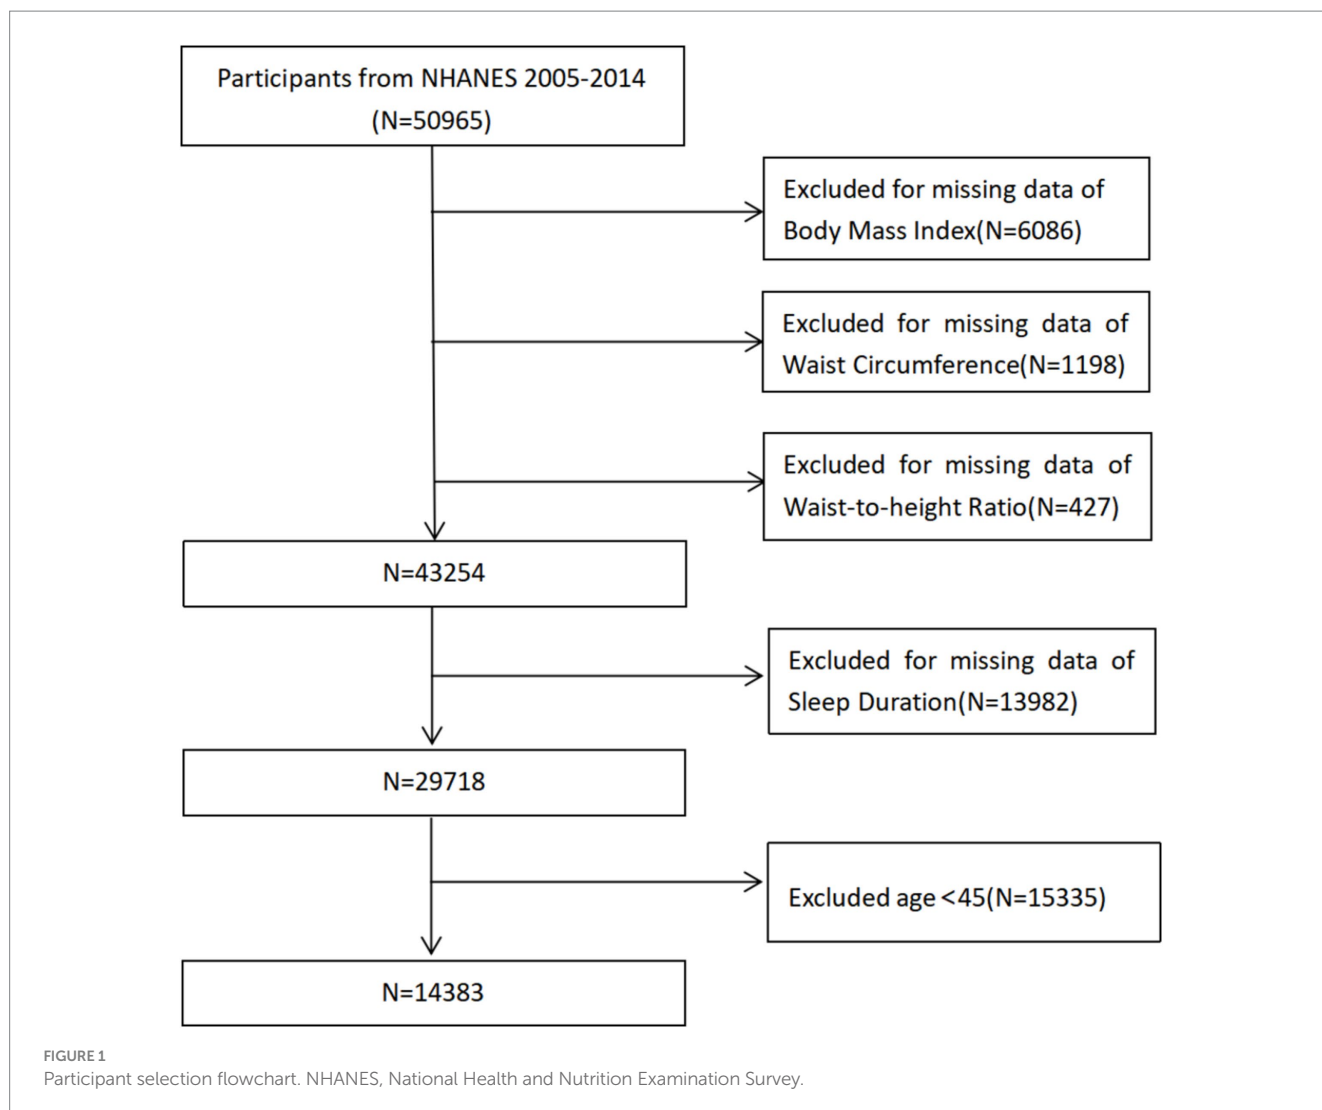 Participants from NHANES 2005-2014
(N=50965)
Excluded for missing data of
Body Mass Index(N=6086)
Excluded for missing data of
Waist Circumference(N=1198)
Excluded for missing data of
Waist-to-height Ratio(N=427)
N=43254
Excluded for missing data of
Sleep Duration(N=13982)
N=29718
Excluded age <45(N=15335)
N=14383
FIGURE 1
Participant selection flowchart. NHANES, National Health and Nutrition Examination Survey.